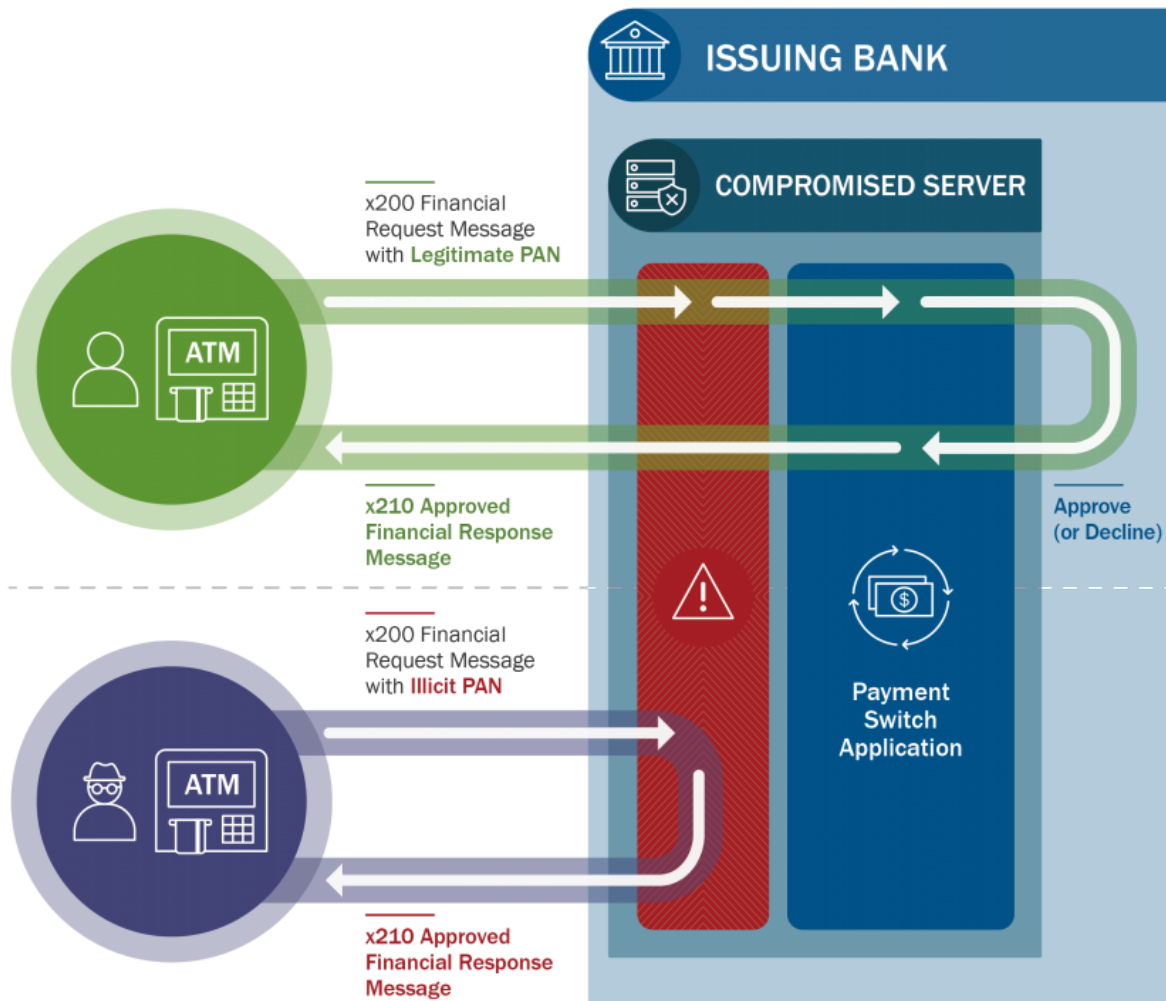 ISSUING BANK
COMPROMISED SERVER
x200 Financial
Request Message
with Legitimate PAN
ATM
x210 Approved
Financial Response
Message
Approve
(or Decline)
x200 Financial
Request Message
with Illicit PAN
!
$
Payment
Switch
Application
ATM
x210 Approved
Financial Response
Message